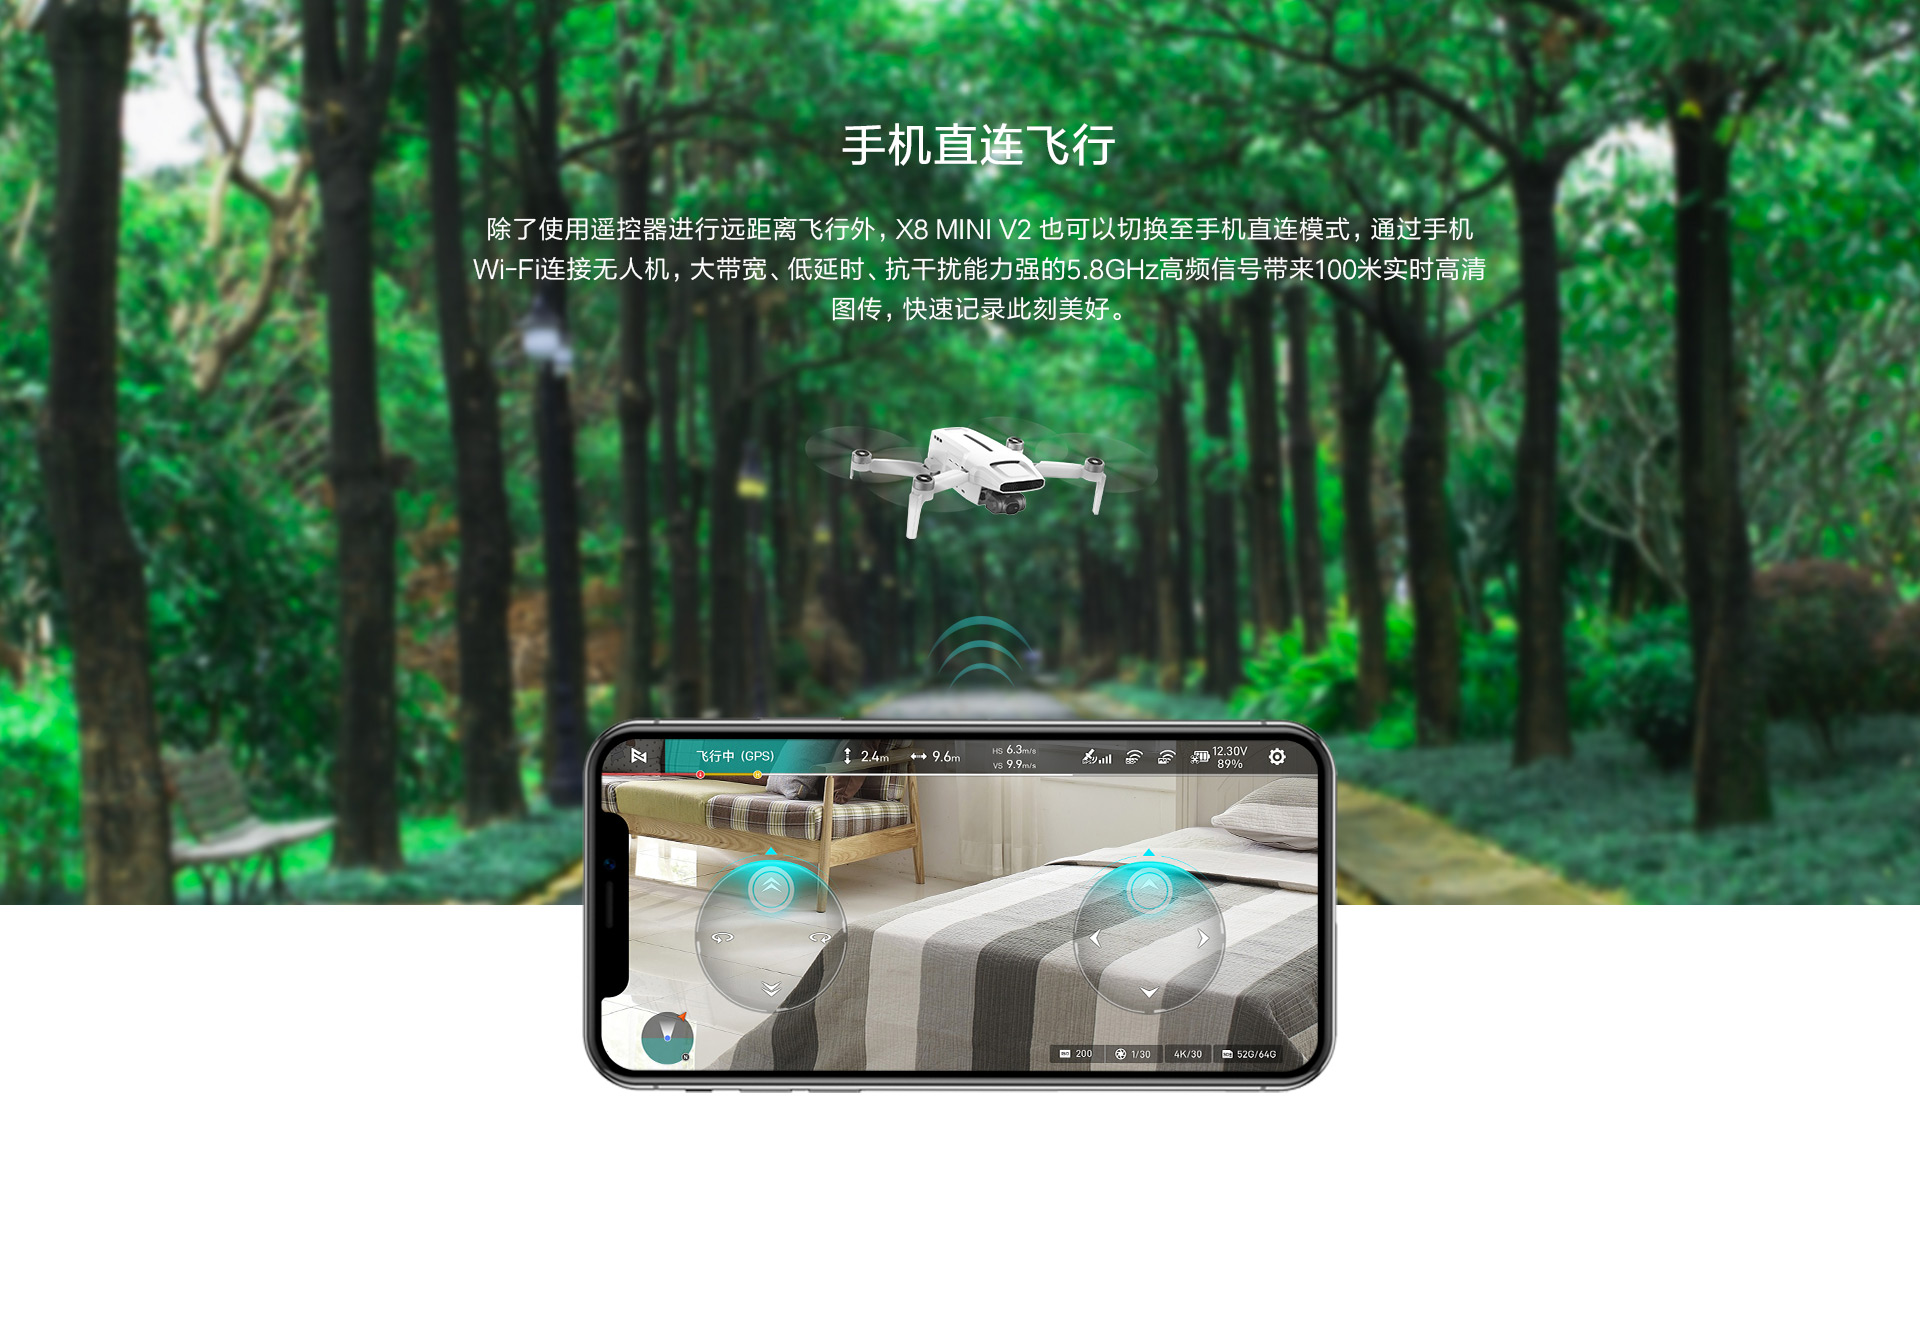 手机直连飞行
除了使用遥控器进行远距离飞行外，X8 MINI V2 也可以切换至手机直连模式，通过手机
Wi-Fi连接无人机，大带宽、低延时、抗干扰能力强的5.8GHz高频信号带来100米实时高清
图传，快速记录此刻美好。
飞行中 (GPS) 2.4m 9.6m HS 6.3m/s 12.30V
VS 9.9m/s 89%
N
200 1/30 4K/30 52G/64G